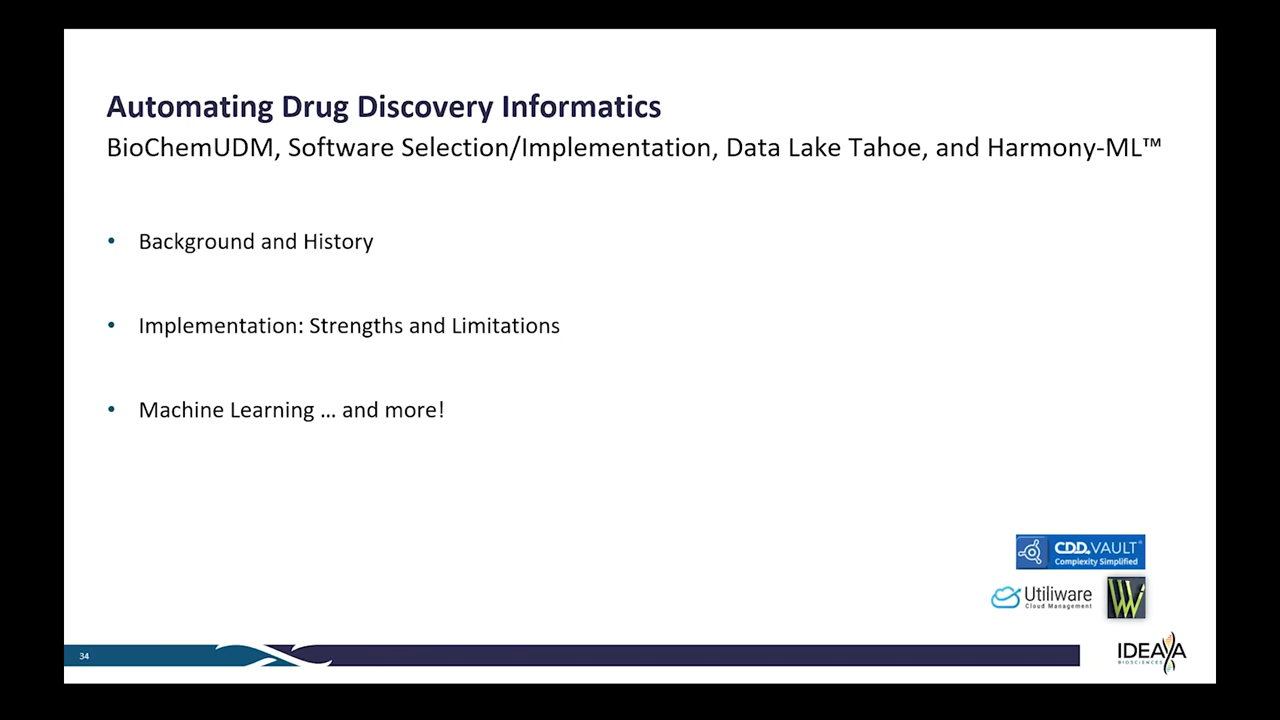 Automating Drug Discovery Informatics
BioChemUDM, Software Selection/Implementation, Data Lake Tahoe, and Harmony-ML™
• Background and History
• Implementation: Strengths and Limitations
• Machine Learning … and more!
CDD. VAULT®
Complexity Simplified
Utiliware
Cloud Management
34
IDEAYA
BIOSCIENCES